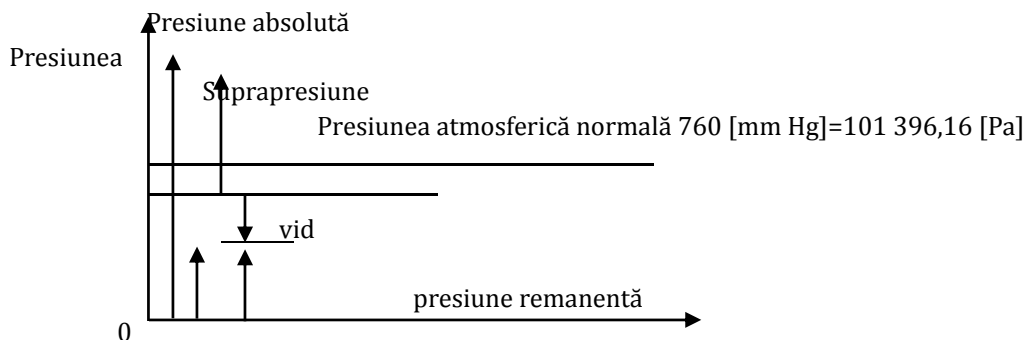 Presiune absolută
Presiunea
Suprapresiune
Presiunea atmosferică normală 760 [mm Hg]=101 396,16 [Pa]
vid
presiune remanentă
0